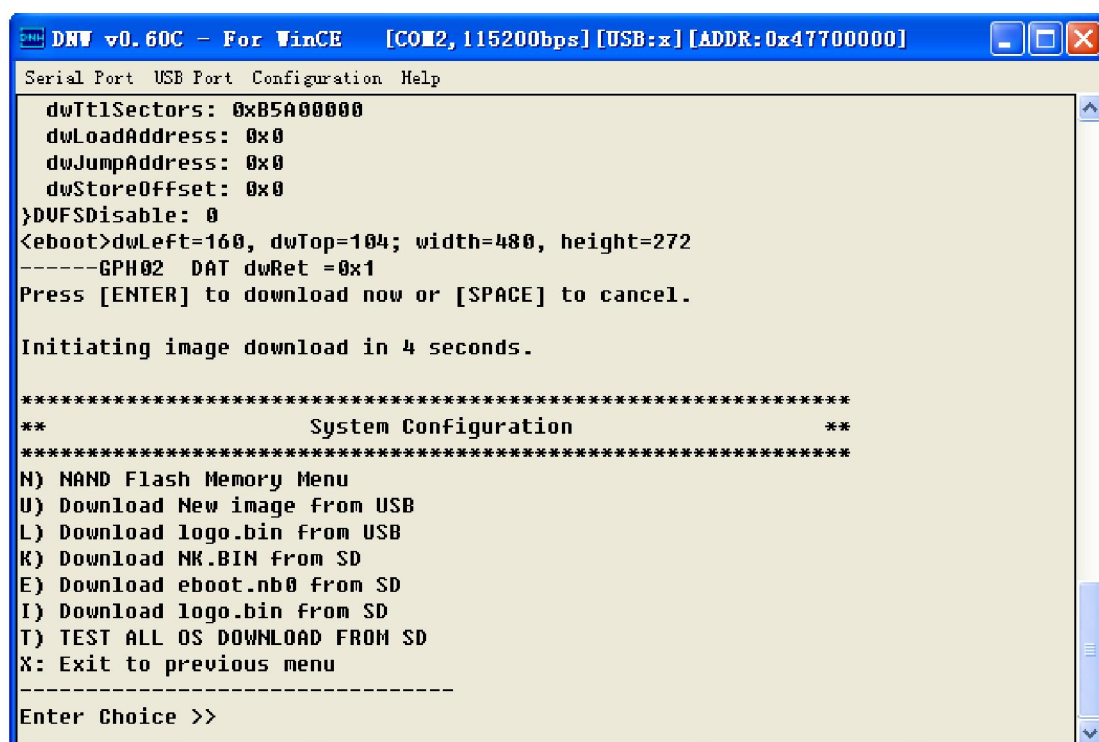 DNW v0.60C - For WinCE [COM2,115200bps][USB:x][ADDR:0x47700000]
Serial Port USB Port Configuration Help
dwTtlSectors: 0xB5A00000
dwLoadAddress: 0x0
dwJumpAddress: 0x0
dwStoreOffset: 0x0
}DVFSDisable: 0
<eboot>dwLeft=160, dwTop=104; width=480, height=272
------GPH02 DAT dwRet =0x1
Press [ENTER] to download now or [SPACE] to cancel.
Initiating image download in 4 seconds.
***************************************************************
** System Configuration **
***************************************************************
N) NAND Flash Memory Menu
U) Download New image from USB
L) Download logo.bin from USB
K) Download NK.BIN from SD
E) Download eboot.nb0 from SD
I) Download logo.bin from SD
T) TEST ALL OS DOWNLOAD FROM SD
X: Exit to previous menu
---------------------------------
Enter Choice >>